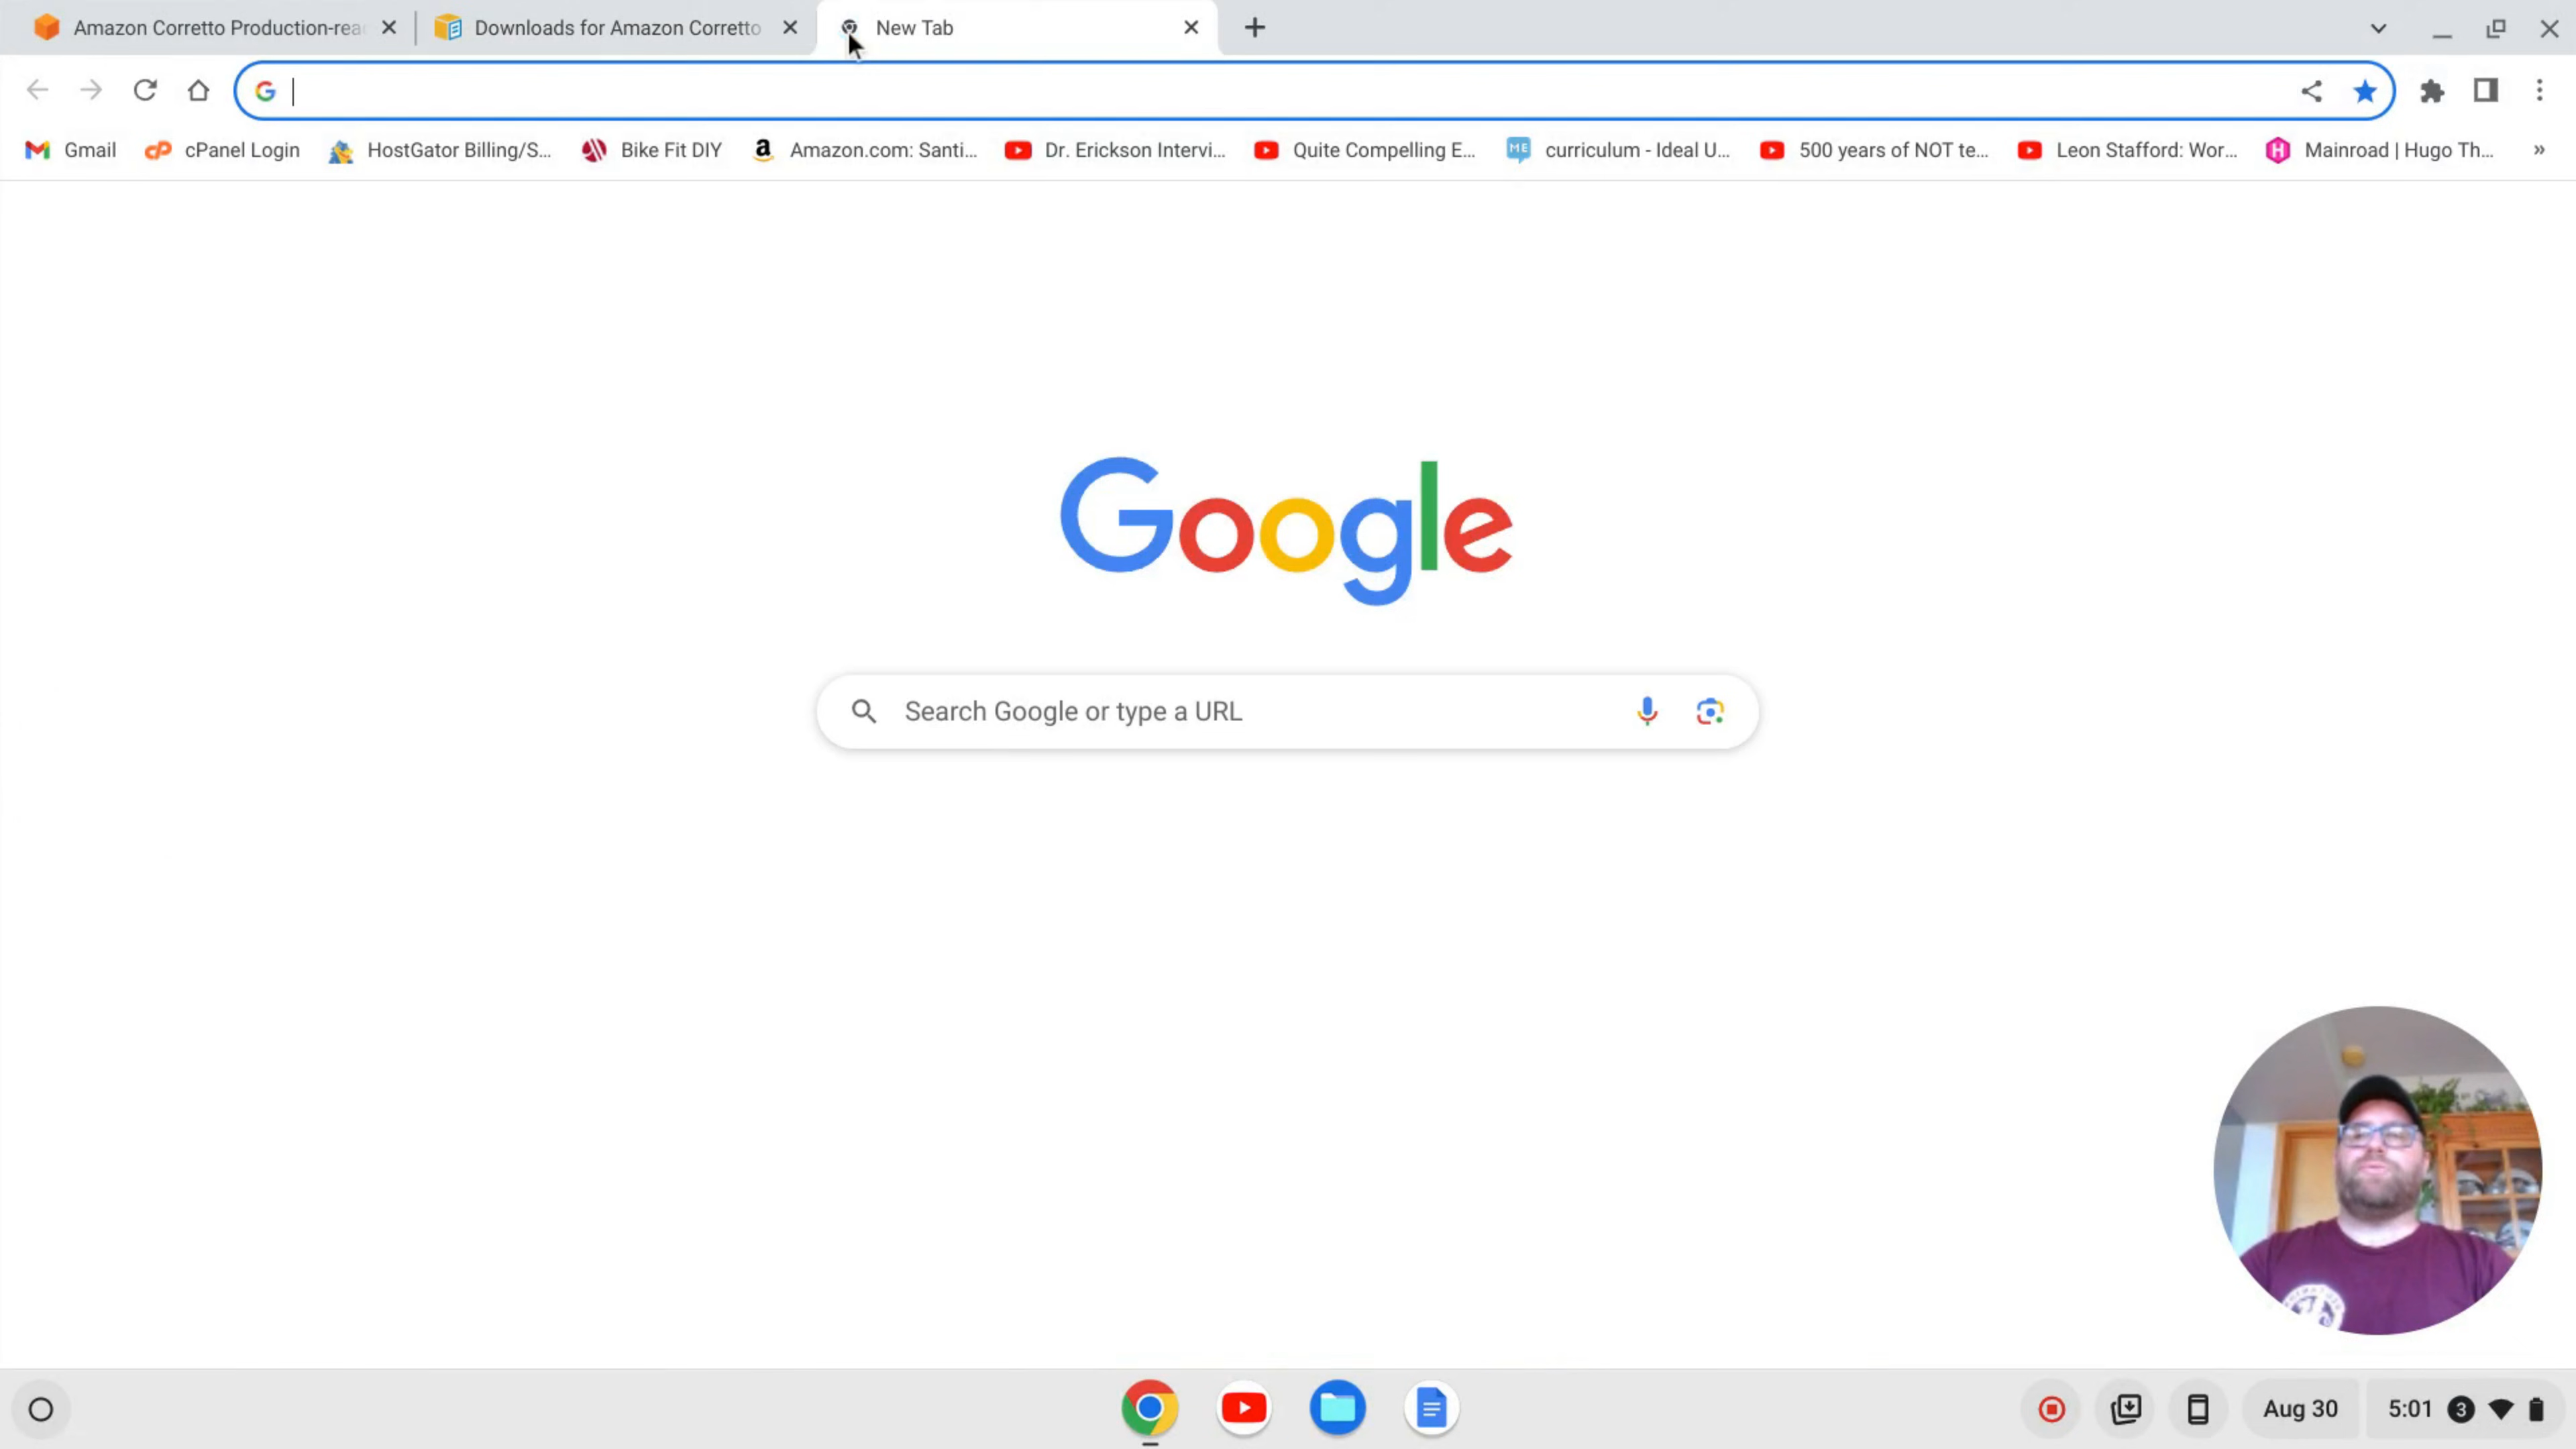 Amazon Corretto Production-rea
Downloads for Amazon Corretto
New Tab
Gmail
cPanel Login
HostGator Billing/S...
Bike Fit DIY
Amazon.com: Santi...
Dr. Erickson Intervi...
Quite Compelling E...
ME
curriculum - Ideal U...
500 years of NOT te...
Leon Stafford: Wor...
Mainroad | Hugo Th...
Google
Search Google or type a URL
Aug 30
5:01
3